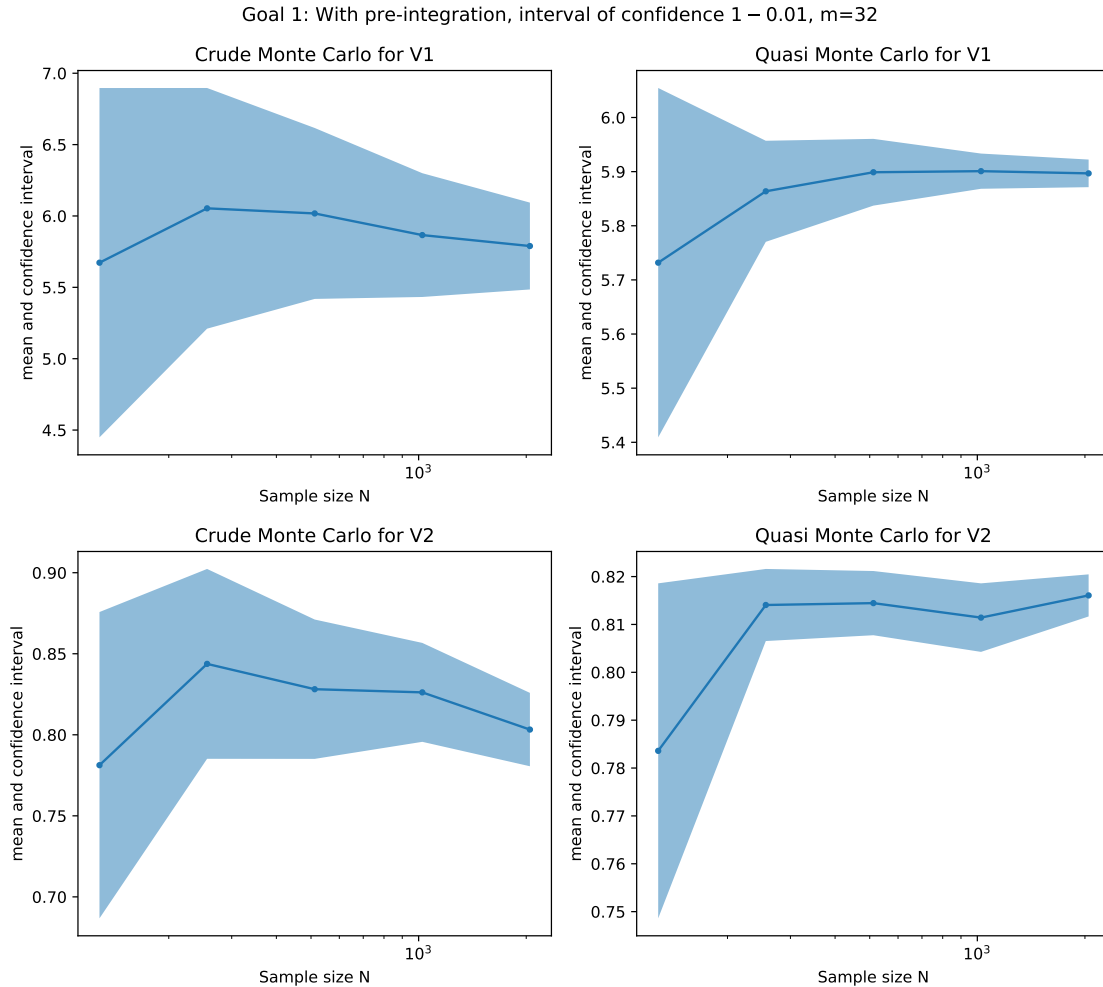 Goal 1: With pre-integration, interval of confidence 1 − 0.01, m=32
Crude Monte Carlo for V1
7.0
6.5
6.0
5.5
5.0
4.5
mean and confidence interval
10³
Sample size N
Quasi Monte Carlo for V1
6.0
5.9
5.8
5.7
5.6
5.5
5.4
mean and confidence interval
10³
Sample size N
Crude Monte Carlo for V2
0.90
0.85
0.80
0.75
0.70
mean and confidence interval
10³
Sample size N
Quasi Monte Carlo for V2
0.82
0.81
0.80
0.79
0.78
0.77
0.76
0.75
mean and confidence interval
10³
Sample size N